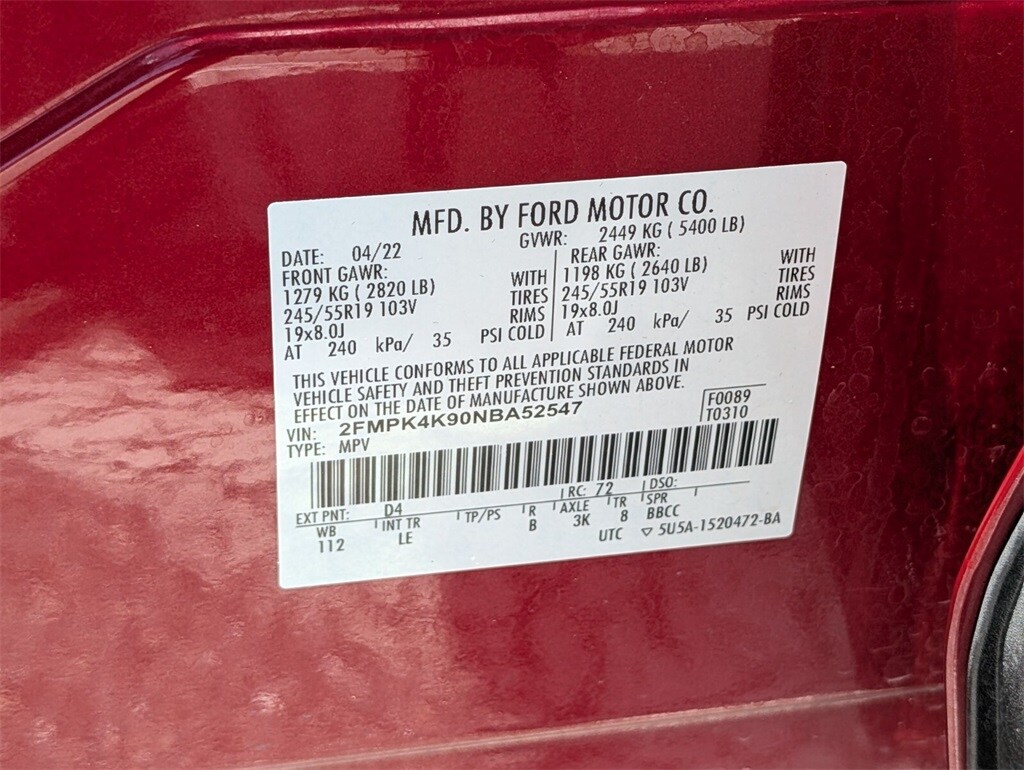 MFD. BY FORD MOTOR CO.
DATE: 04/22 GVWR: 2449 KG ( 5400 LB)
FRONT GAWR: REAR GAWR:
1279 KG ( 2820 LB) WITH 1198 KG ( 2640 LB) WITH
245/55R19 103V TIRES 245/55R19 103V TIRES
19x8.0J RIMS 19x8.0J RIMS
AT 240 kPa/ 35 PSI COLD AT 240 kPa/ 35 PSI COLD
THIS VEHICLE CONFORMS TO ALL APPLICABLE FEDERAL MOTOR
VEHICLE SAFETY AND THEFT PREVENTION STANDARDS IN
EFFECT ON THE DATE OF MANUFACTURE SHOWN ABOVE.
VIN: 2FMPK4K90NBA52547 F0089
TYPE: MPV T0310
EXT PNT: D4 RC: 72 DSO:
WB INT TR TP/PS R AXLE TR SPR
112 LE B 3K 8 BBCC
UTC ▽ 5U5A-1520472-BA